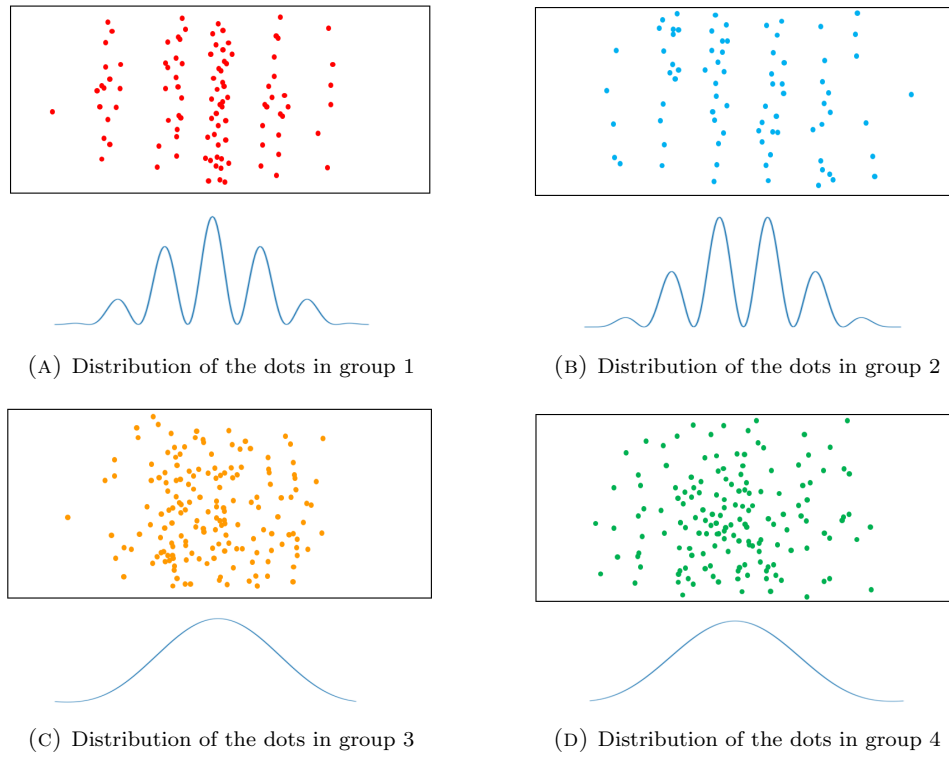 (A) Distribution of the dots in group 1
(B) Distribution of the dots in group 2
(C) Distribution of the dots in group 3
(D) Distribution of the dots in group 4